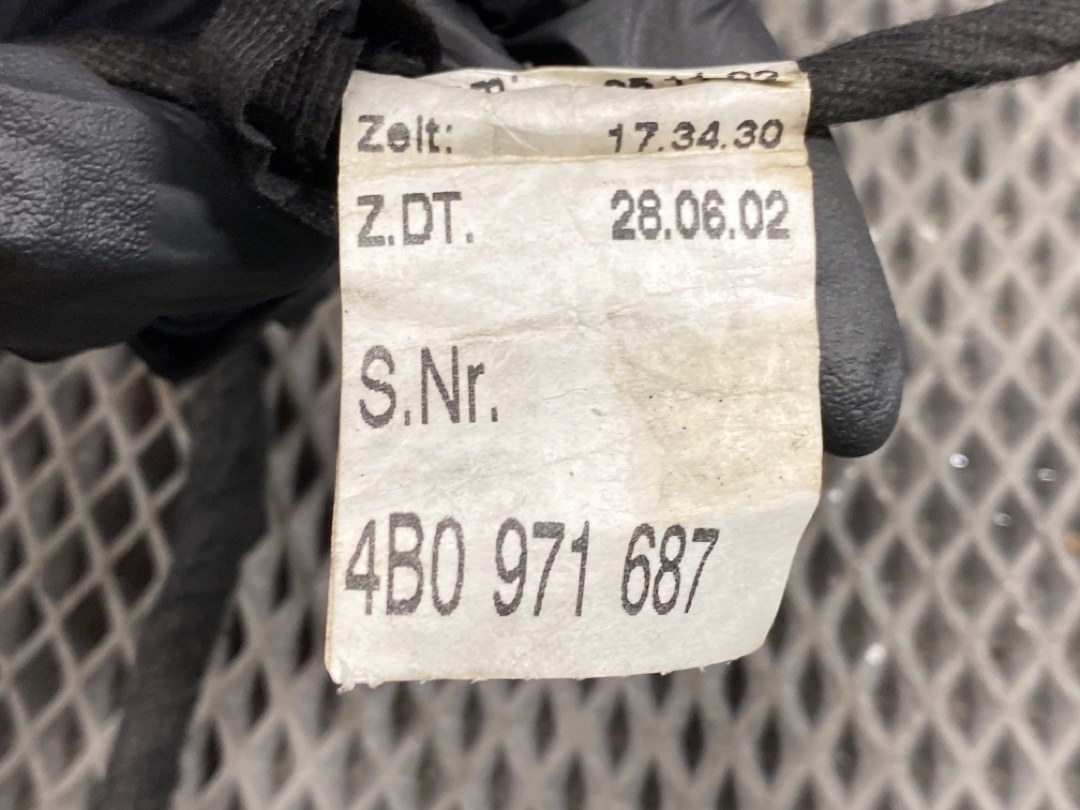 Zeit: 17.34.30
Z.DT. 28.06.02
S.Nr.
4B0 971 687